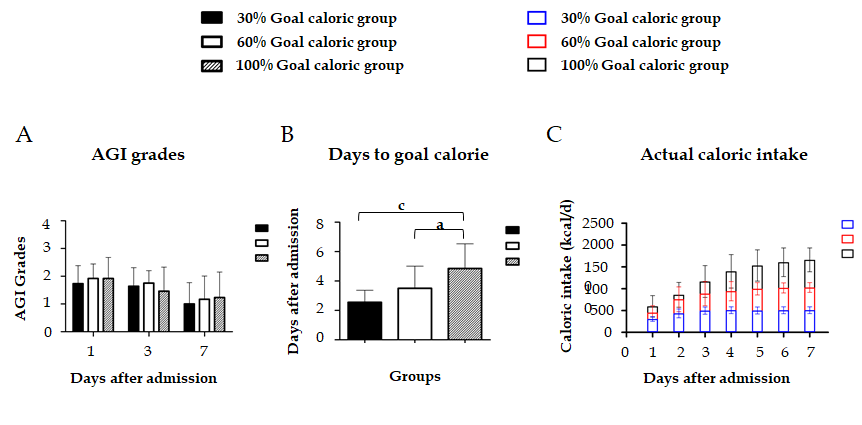 30% Goal caloric group
60% Goal caloric group
100% Goal caloric group
30% Goal caloric group
60% Goal caloric group
100% Goal caloric group
A
AGI grades
AGI Grades
4
3
2
1
0
1 3 7
Days after admission
B
Days to goal calorie
Days after admission
8
6
4
2
0
c
a
Groups
C
Actual caloric intake
Caloric intake (kcal/d)
2500
2000
150
0
100
0
500
0
0 1 2 3 4 5 6 7
Days after admission